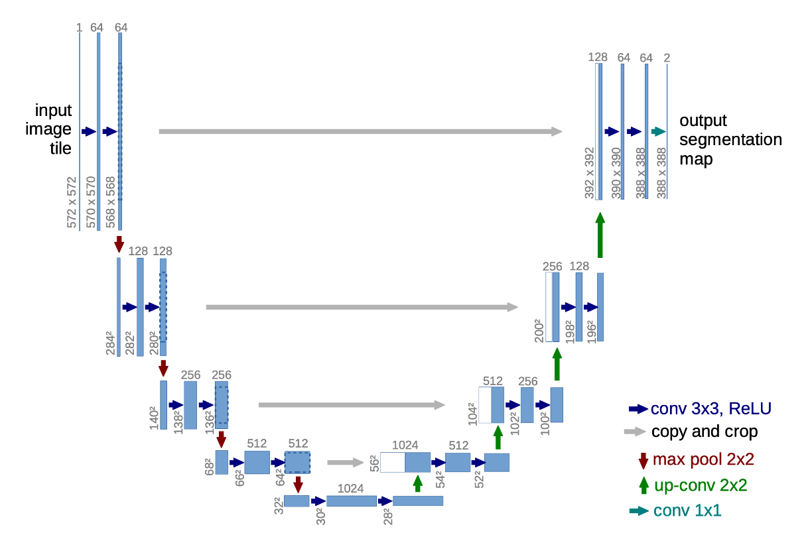 1 64 64
128 64 64 2
input
image
tile
output
segmentation
map
572 x 572
570 x 570
568 x 568
392 x 392
390 x 390
388 x 388
388 x 388
128 128
256 128
284²
282²
280²
200²
198²
196²
256 256
512 256
140²
138²
136²
104²
102²
100²
512 512
1024 512
68²
66²
64²
56²
54²
52²
1024
32²
30²
28²
conv 3x3, ReLU
copy and crop
max pool 2x2
up-conv 2x2
conv 1x1